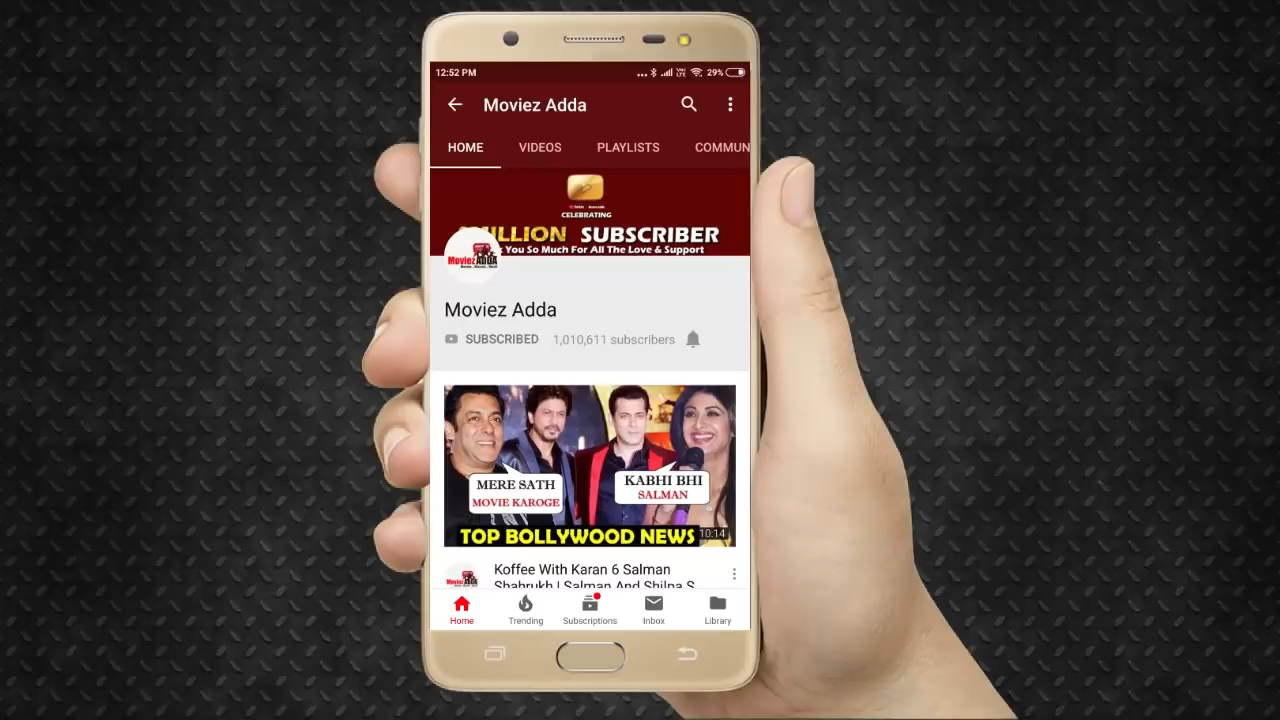 12:52 PM
29%
Moviez Adda
HOME VIDEOS PLAYLISTS COMMUN
CELEBRATING
MILLION SUBSCRIBER
k You So Much For All The Love & Support
Moviez ADDA
Moviez Adda
SUBSCRIBED 1,010,611 subscribers
MERE SATH
MOVIE KAROGE
KABHI BHI
SALMAN
TOP BOLLYWOOD NEWS
10:14
Koffee With Karan 6 Salman
Shahrukh | Salman And Shilpa S
Home Trending Subscriptions Inbox Library